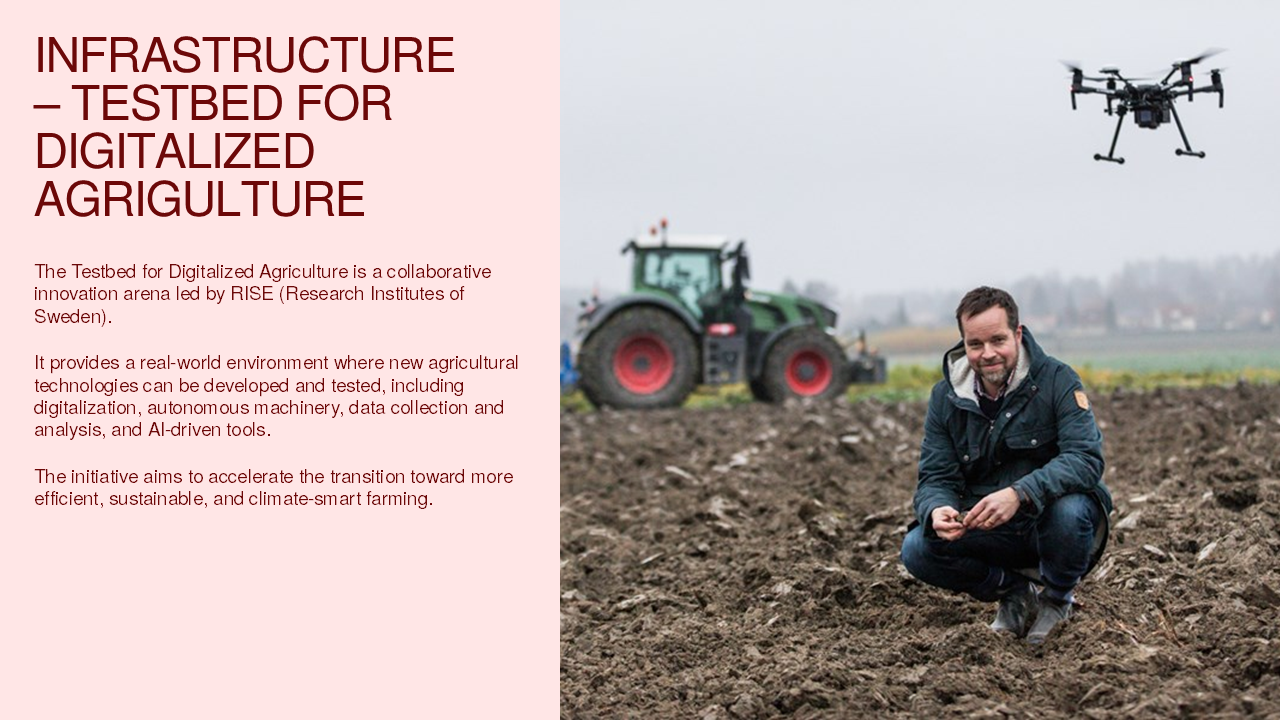 INFRASTRUCTURE
– TESTBED FOR
DIGITALIZED
AGRIGULTURE
The Testbed for Digitalized Agriculture is a collaborative
innovation arena led by RISE (Research Institutes of
Sweden).
It provides a real-world environment where new agricultural
technologies can be developed and tested, including
digitalization, autonomous machinery, data collection and
analysis, and AI-driven tools.
The initiative aims to accelerate the transition toward more
efficient, sustainable, and climate-smart farming.